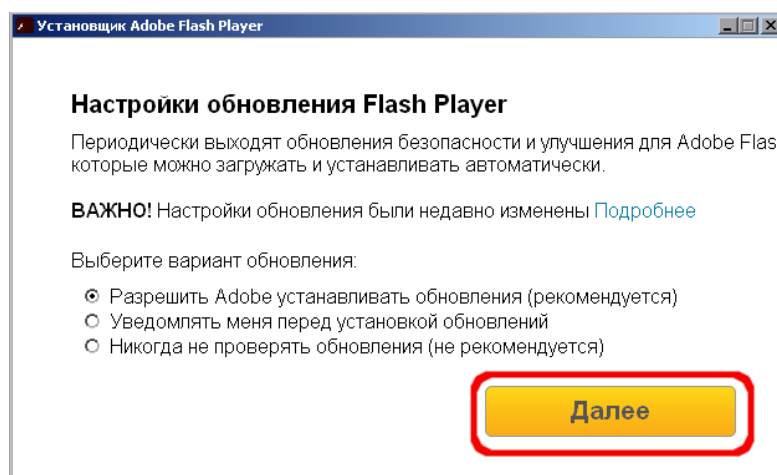 Установщик Adobe Flash Player
Настройки обновления Flash Player
Периодически выходят обновления безопасности и улучшения для Adobe Flas
которые можно загружать и устанавливать автоматически.
ВАЖНО! Настройки обновления были недавно изменены Подробнее
Выберите вариант обновления:
Разрешить Adobe устанавливать обновления (рекомендуется)
Уведомлять меня перед установкой обновлений
Никогда не проверять обновления (не рекомендуется)
Далее